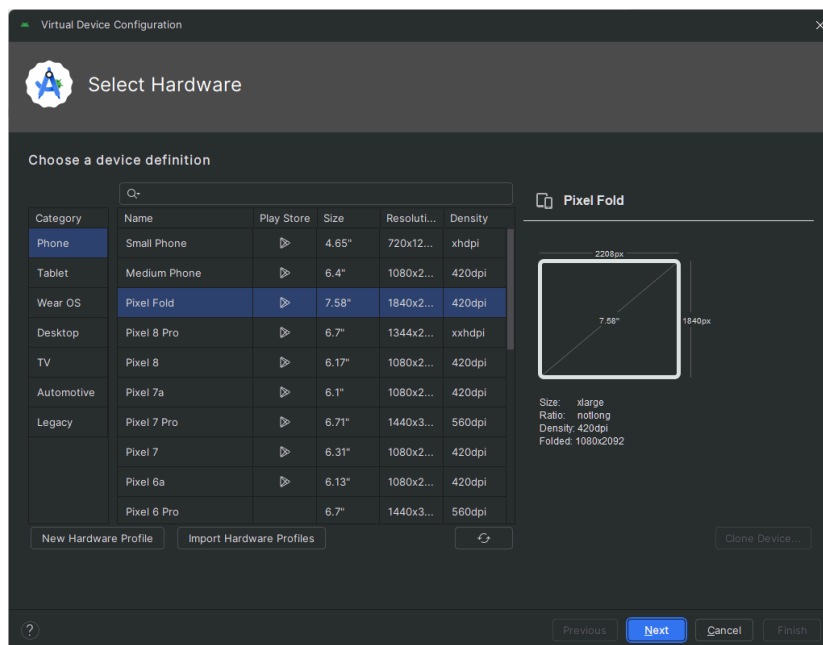 Virtual Device Configuration
Select Hardware
Choose a device definition
Category Name Play Store Size Resoluti... Density
Phone Small Phone 4.65" 720x12... xhdpi
Tablet Medium Phone 6.4" 1080x2... 420dpi
Wear OS Pixel Fold 7.58" 1840x2... 420dpi
Desktop Pixel 8 Pro 6.7" 1344x2... xxhdpi
TV Pixel 8 6.17" 1080x2... 420dpi
Automotive Pixel 7a 6.1" 1080x2... 420dpi
Legacy Pixel 7 Pro 6.71" 1440x3... 560dpi
Pixel 7 6.31" 1080x2... 420dpi
Pixel 6a 6.13" 1080x2... 420dpi
Pixel 6 Pro 6.7" 1440x3... 560dpi
New Hardware Profile Import Hardware Profiles
Pixel Fold
2208px
7.58"
1840px
Size: xlarge
Ratio: notlong
Density: 420dpi
Folded: 1080x2092
Clone Device...
? Previous Next Cancel Finish